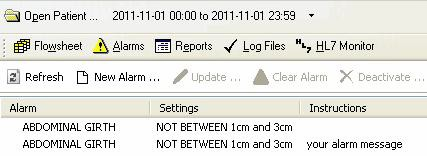 Open Patient ... 2011-11-01 00:00 to 2011-11-01 23:59
Flowsheet Alarms Reports Log Files HL7 HL7 Monitor
Refresh New Alarm ... Update ... Clear Alarm Deactivate ...
Alarm Settings Instructions
ABDOMINAL GIRTH NOT BETWEEN 1cm and 3cm
ABDOMINAL GIRTH NOT BETWEEN 1cm and 3cm your alarm message